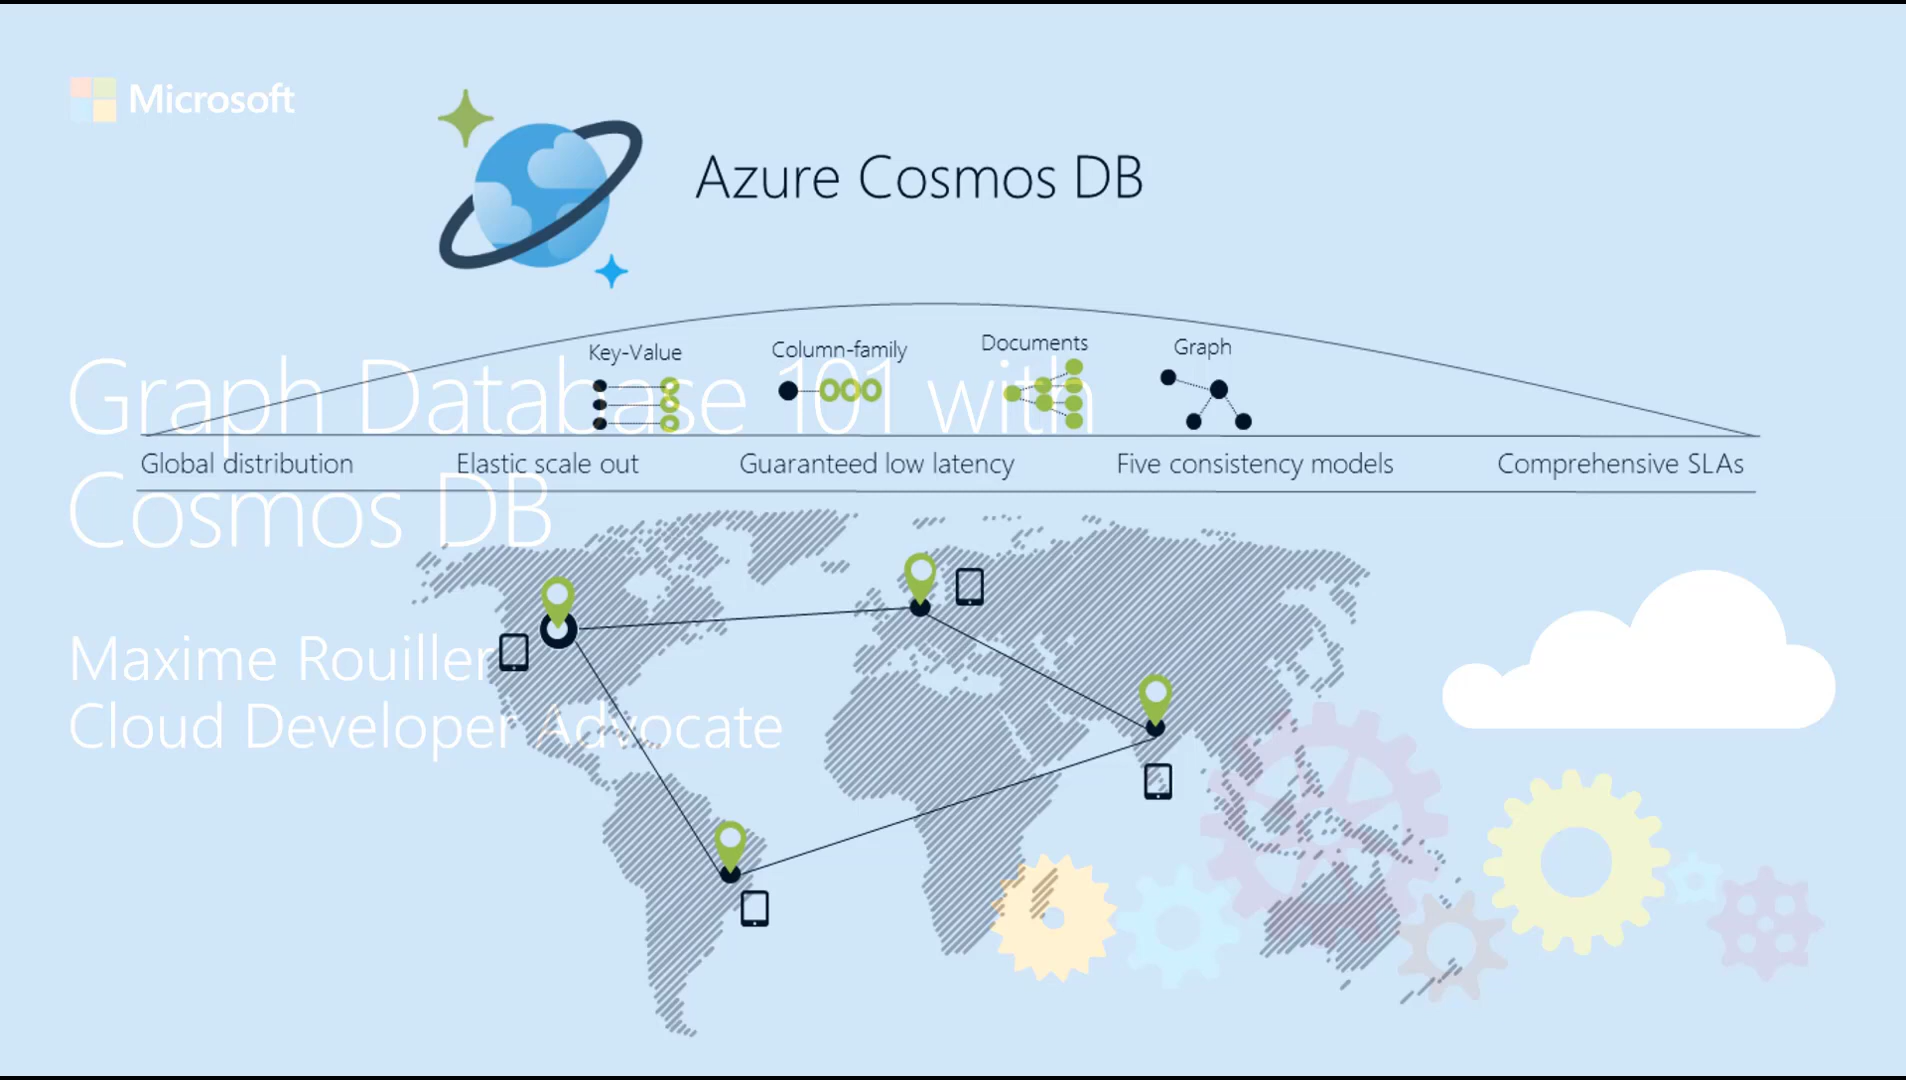 Microsoft
Azure Cosmos DB
Key-Value
Column-family
Documents
Graph
Graph Database 101 with
Cosmos DB
Global distribution
Elastic scale out
Guaranteed low latency
Five consistency models
Comprehensive SLAs
Maxime Rouiller
Cloud Developer Advocate